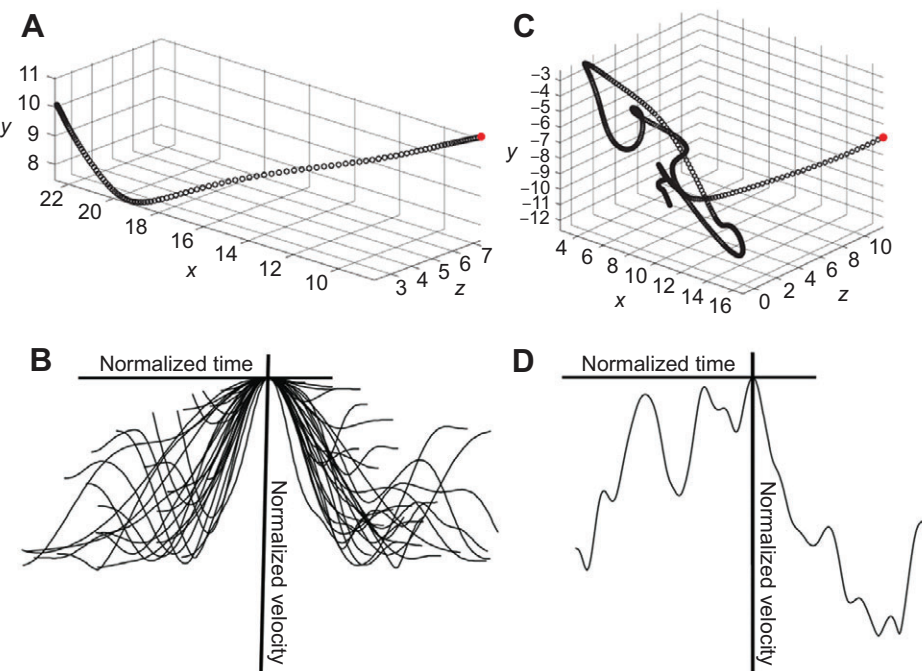 A
11
10
9
8
y
22
20
18
16
14
12
10
x
3 4 5 6 7
z
C
−3
−4
−5
−6
−7
−8
−9
−10
−11
−12
y
4
6
8
10
12
14
16
x
0
2
4
6
8
10
z
B
Normalized time
Normalized velocity
D
Normalized time
Normalized velocity